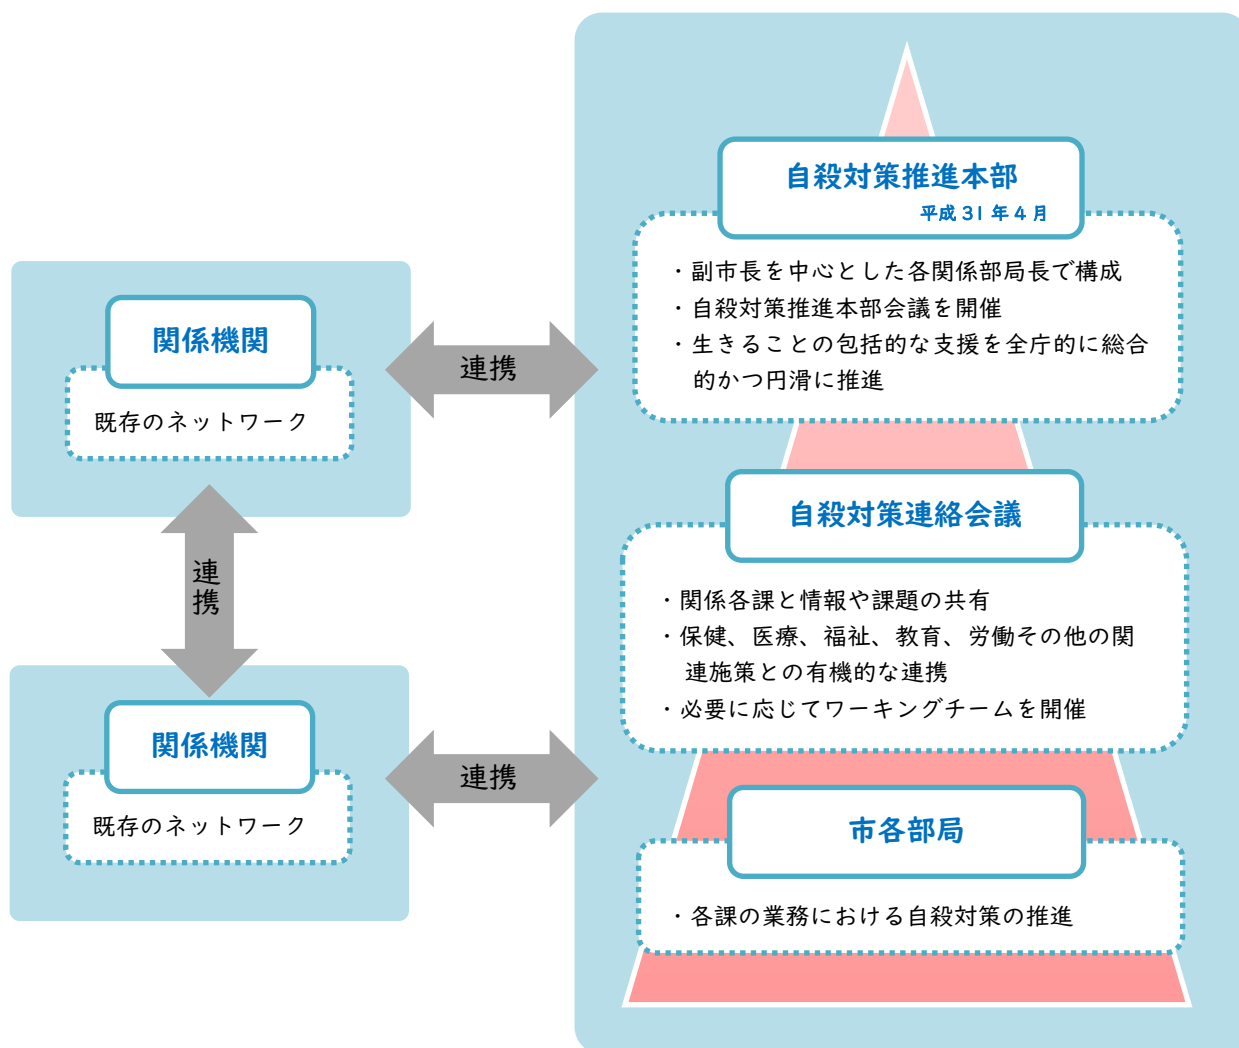 自殺対策推進本部
平成31年4月
・副市長を中心とした各関係部局長で構成
・自殺対策推進本部会議を開催
・生きることの包括的な支援を全庁的に総合
的かつ円滑に推進
関係機関
既存のネットワーク
連携
自殺対策連絡会議
・関係各課と情報や課題の共有
・保健、医療、福祉、教育、労働その他の関
連施策との有機的な連携
・必要に応じてワーキングチームを開催
連
携
関係機関
既存のネットワーク
連携
市各部局
・各課の業務における自殺対策の推進